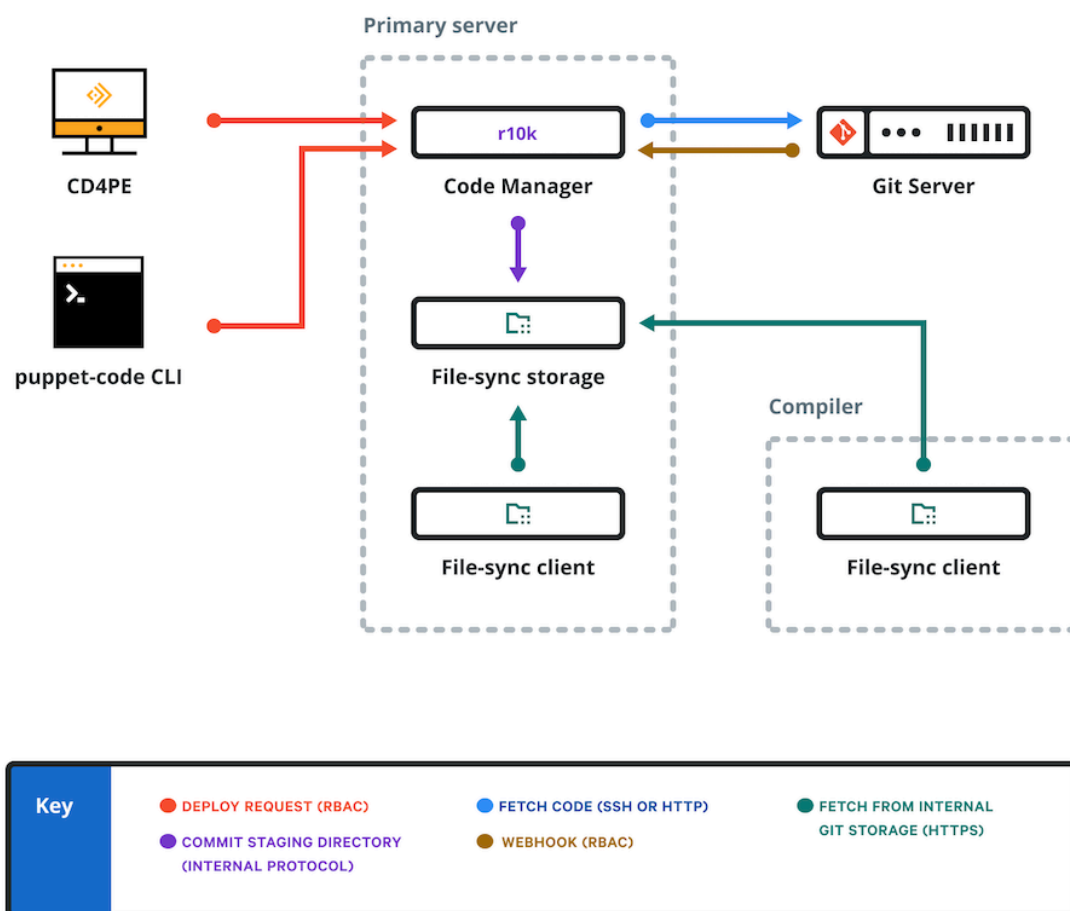 Primary server
r10k
CD4PE
Code Manager
Git Server
puppet-code CLI
File-sync storage
Compiler
File-sync client
File-sync client
Key
DEPLOY REQUEST (RBAC)
FETCH CODE (SSH OR HTTP)
FETCH FROM INTERNAL
GIT STORAGE (HTTPS)
COMMIT STAGING DIRECTORY
(INTERNAL PROTOCOL)
WEBHOOK (RBAC)